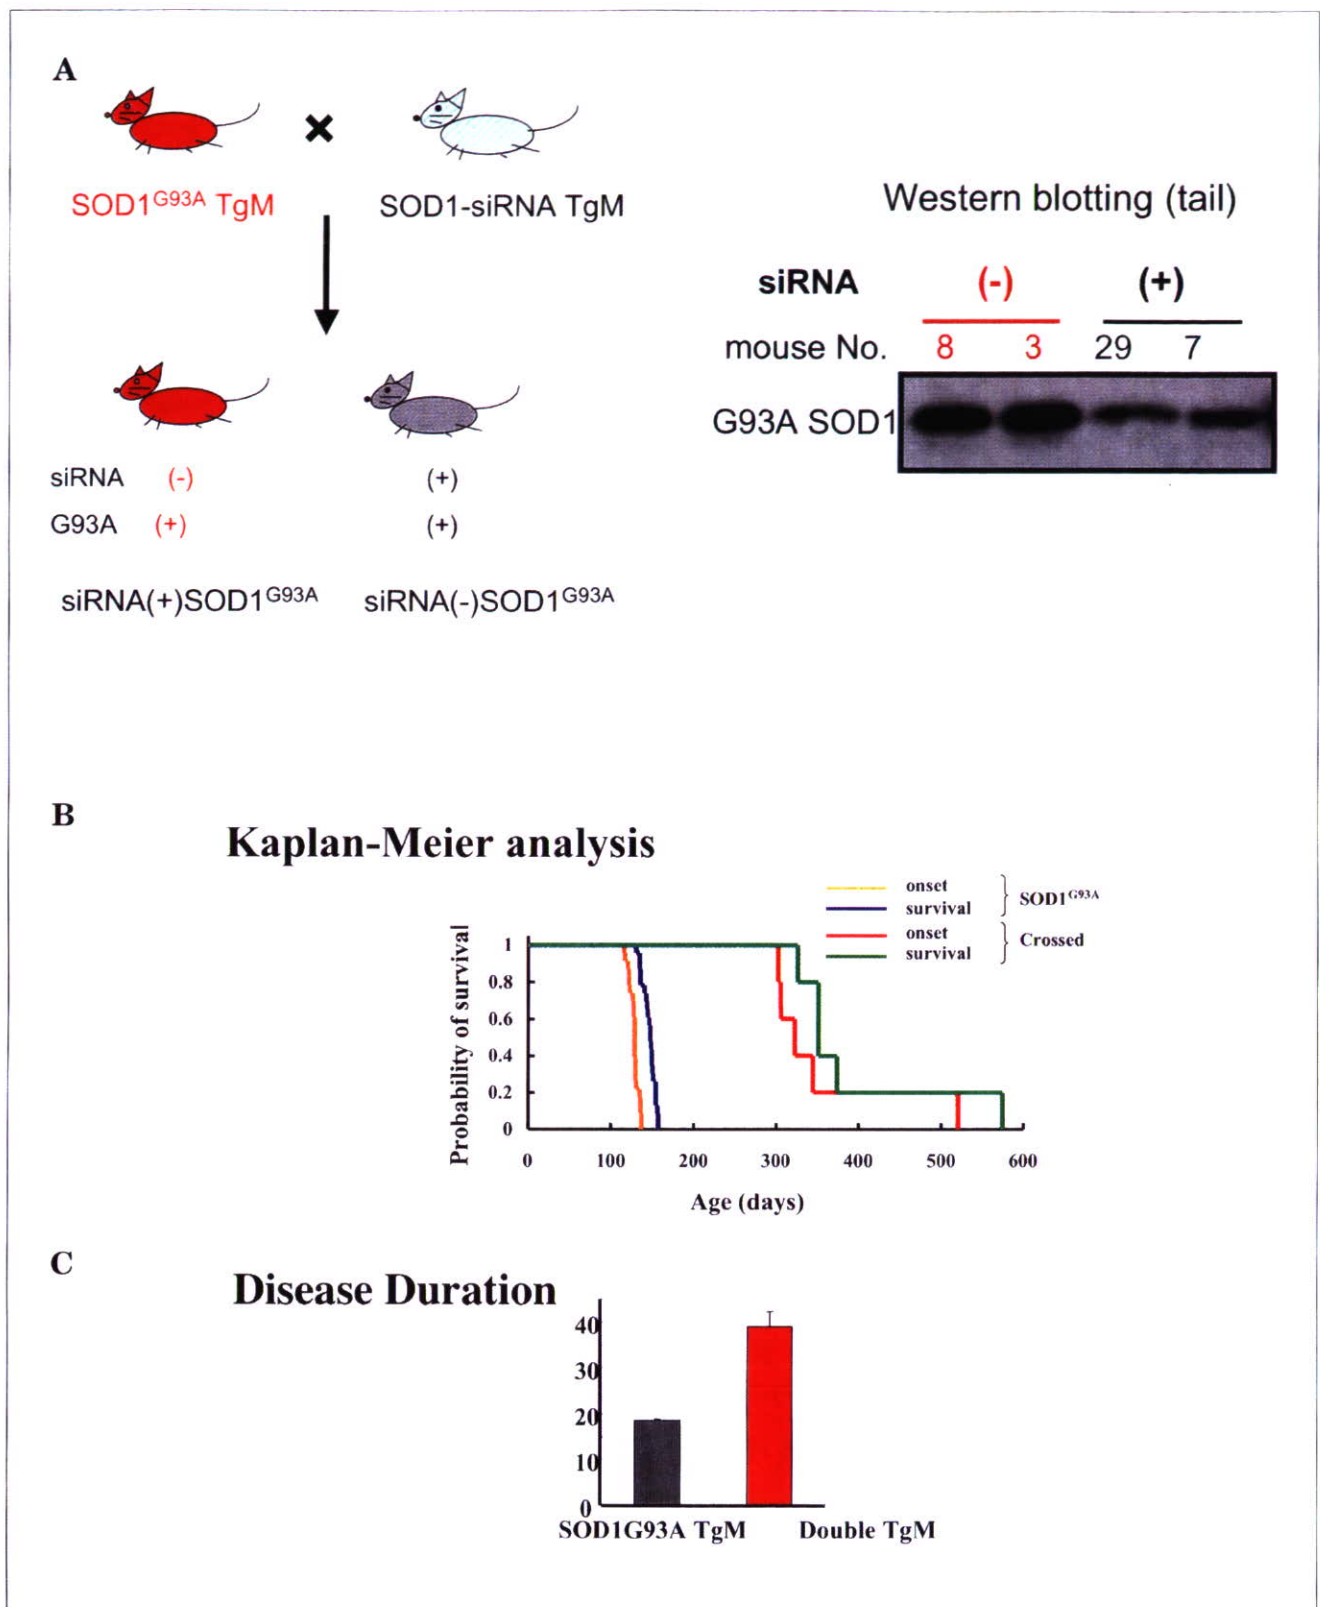 A
×
SOD1G93A TgM
SOD1-siRNA TgM
siRNA (-) (+)
G93A (+) (+)
siRNA(+)SOD1G93A siRNA(-)SOD1G93A
Western blotting (tail)
siRNA (-) (+)
mouse No. 8 3 29 7
G93A SOD1
B
Kaplan-Meier analysis
onset
survival
SOD1G93A
onset
survival
Crossed
Probability of survival
1
0.8
0.6
0.4
0.2
0
0 100 200 300 400 500 600
Age (days)
C
Disease Duration
40
30
20
10
0
SOD1G93A TgM Double TgM